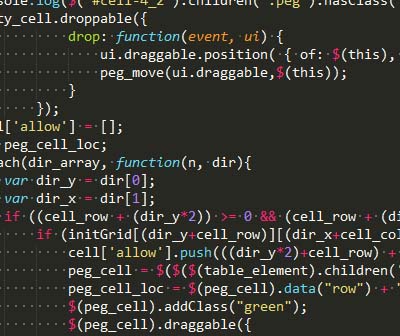 sole.log($( "#cell-4_2").children( .peg ).hasclass(
ty_cell.droppable({
drop: function(event, ui) {
ui.draggable.position( { of: $(this),
peg_move(ui.draggable,$(this));
}
});
l['allow'] = [];
peg_cell_loc;
ach(dir_array, function(n, dir){
var dir_y = dir[0];
var dir_x = dir[1];
if ((cell_row + (dir_y*2)) >= 0 && (cell_row + (di
if (initGrid[(dir_y+cell_row)][(dir_x+cell_col
cell['allow'].push(((dir_y*2)+cell_row) +
peg_cell = $($($(table_element).children('
peg_cell_loc = $(peg_cell).data("row") + "
$(peg_cell).addClass("green");
$(peg_cell).draggable({